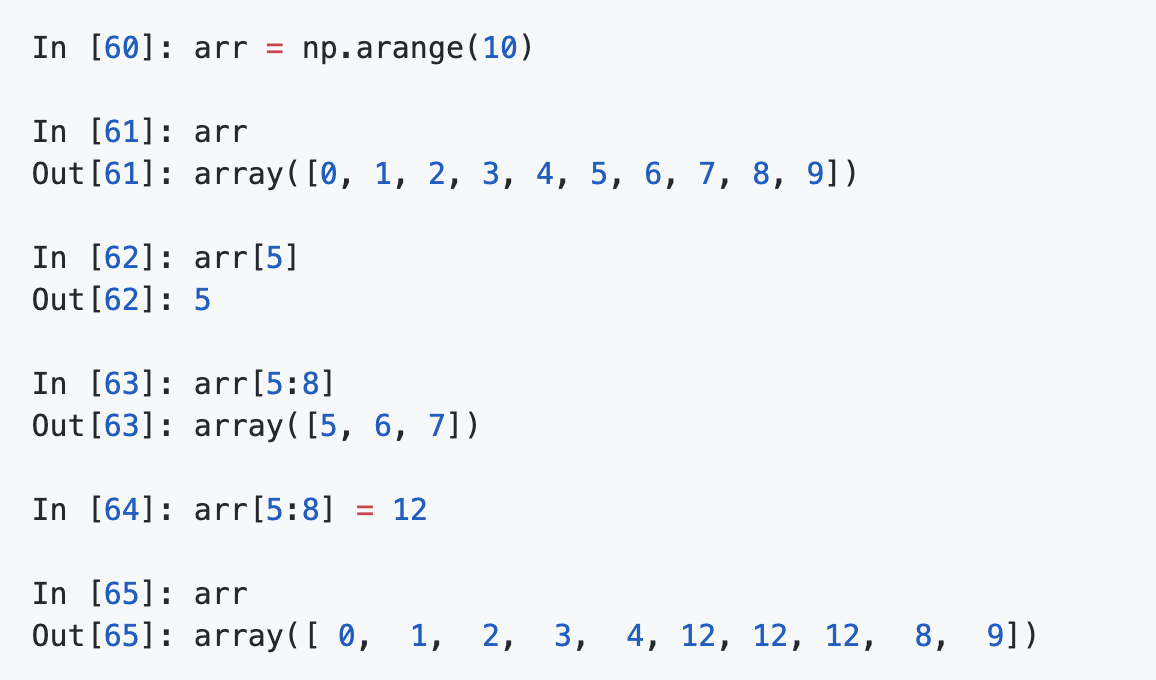 In [60]: arr = np.arange(10)
In [61]: arr
Out[61]: array([0, 1, 2, 3, 4, 5, 6, 7, 8, 9])
In [62]: arr[5]
Out[62]: 5
In [63]: arr[5:8]
Out[63]: array([5, 6, 7])
In [64]: arr[5:8] = 12
In [65]: arr
Out[65]: array([ 0,  1,  2,  3,  4, 12, 12, 12,  8,  9])